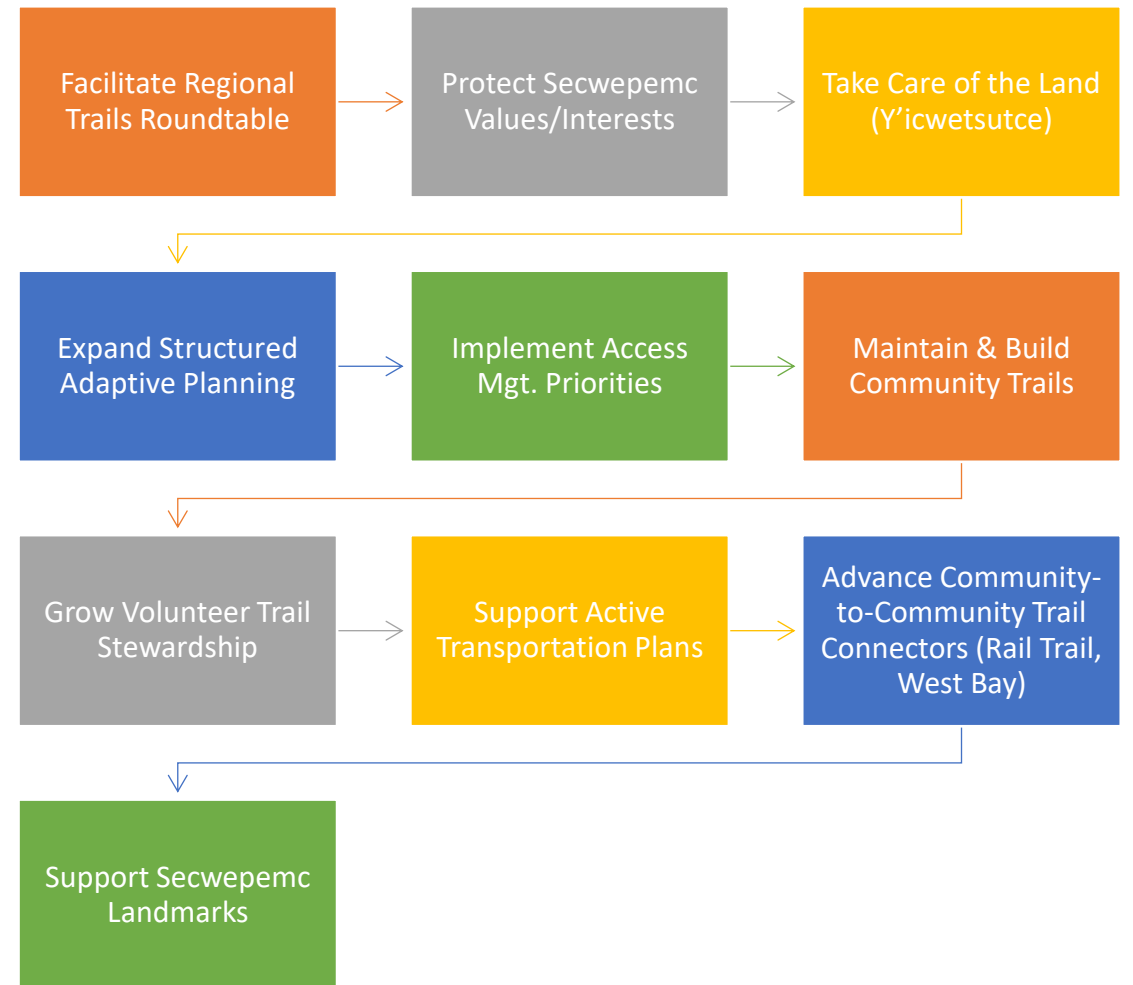 Facilitate Regional
Trails Roundtable
Protect Secwepemc
Values/Interests
Take Care of the Land
(Y’icwetsutce)
Expand Structured
Adaptive Planning
Implement Access
Mgt. Priorities
Maintain & Build
Community Trails
Grow Volunteer Trail
Stewardship
Support Active
Transportation Plans
Advance Community-
to-Community Trail
Connectors (Rail Trail,
West Bay)
Support Secwepemc
Landmarks